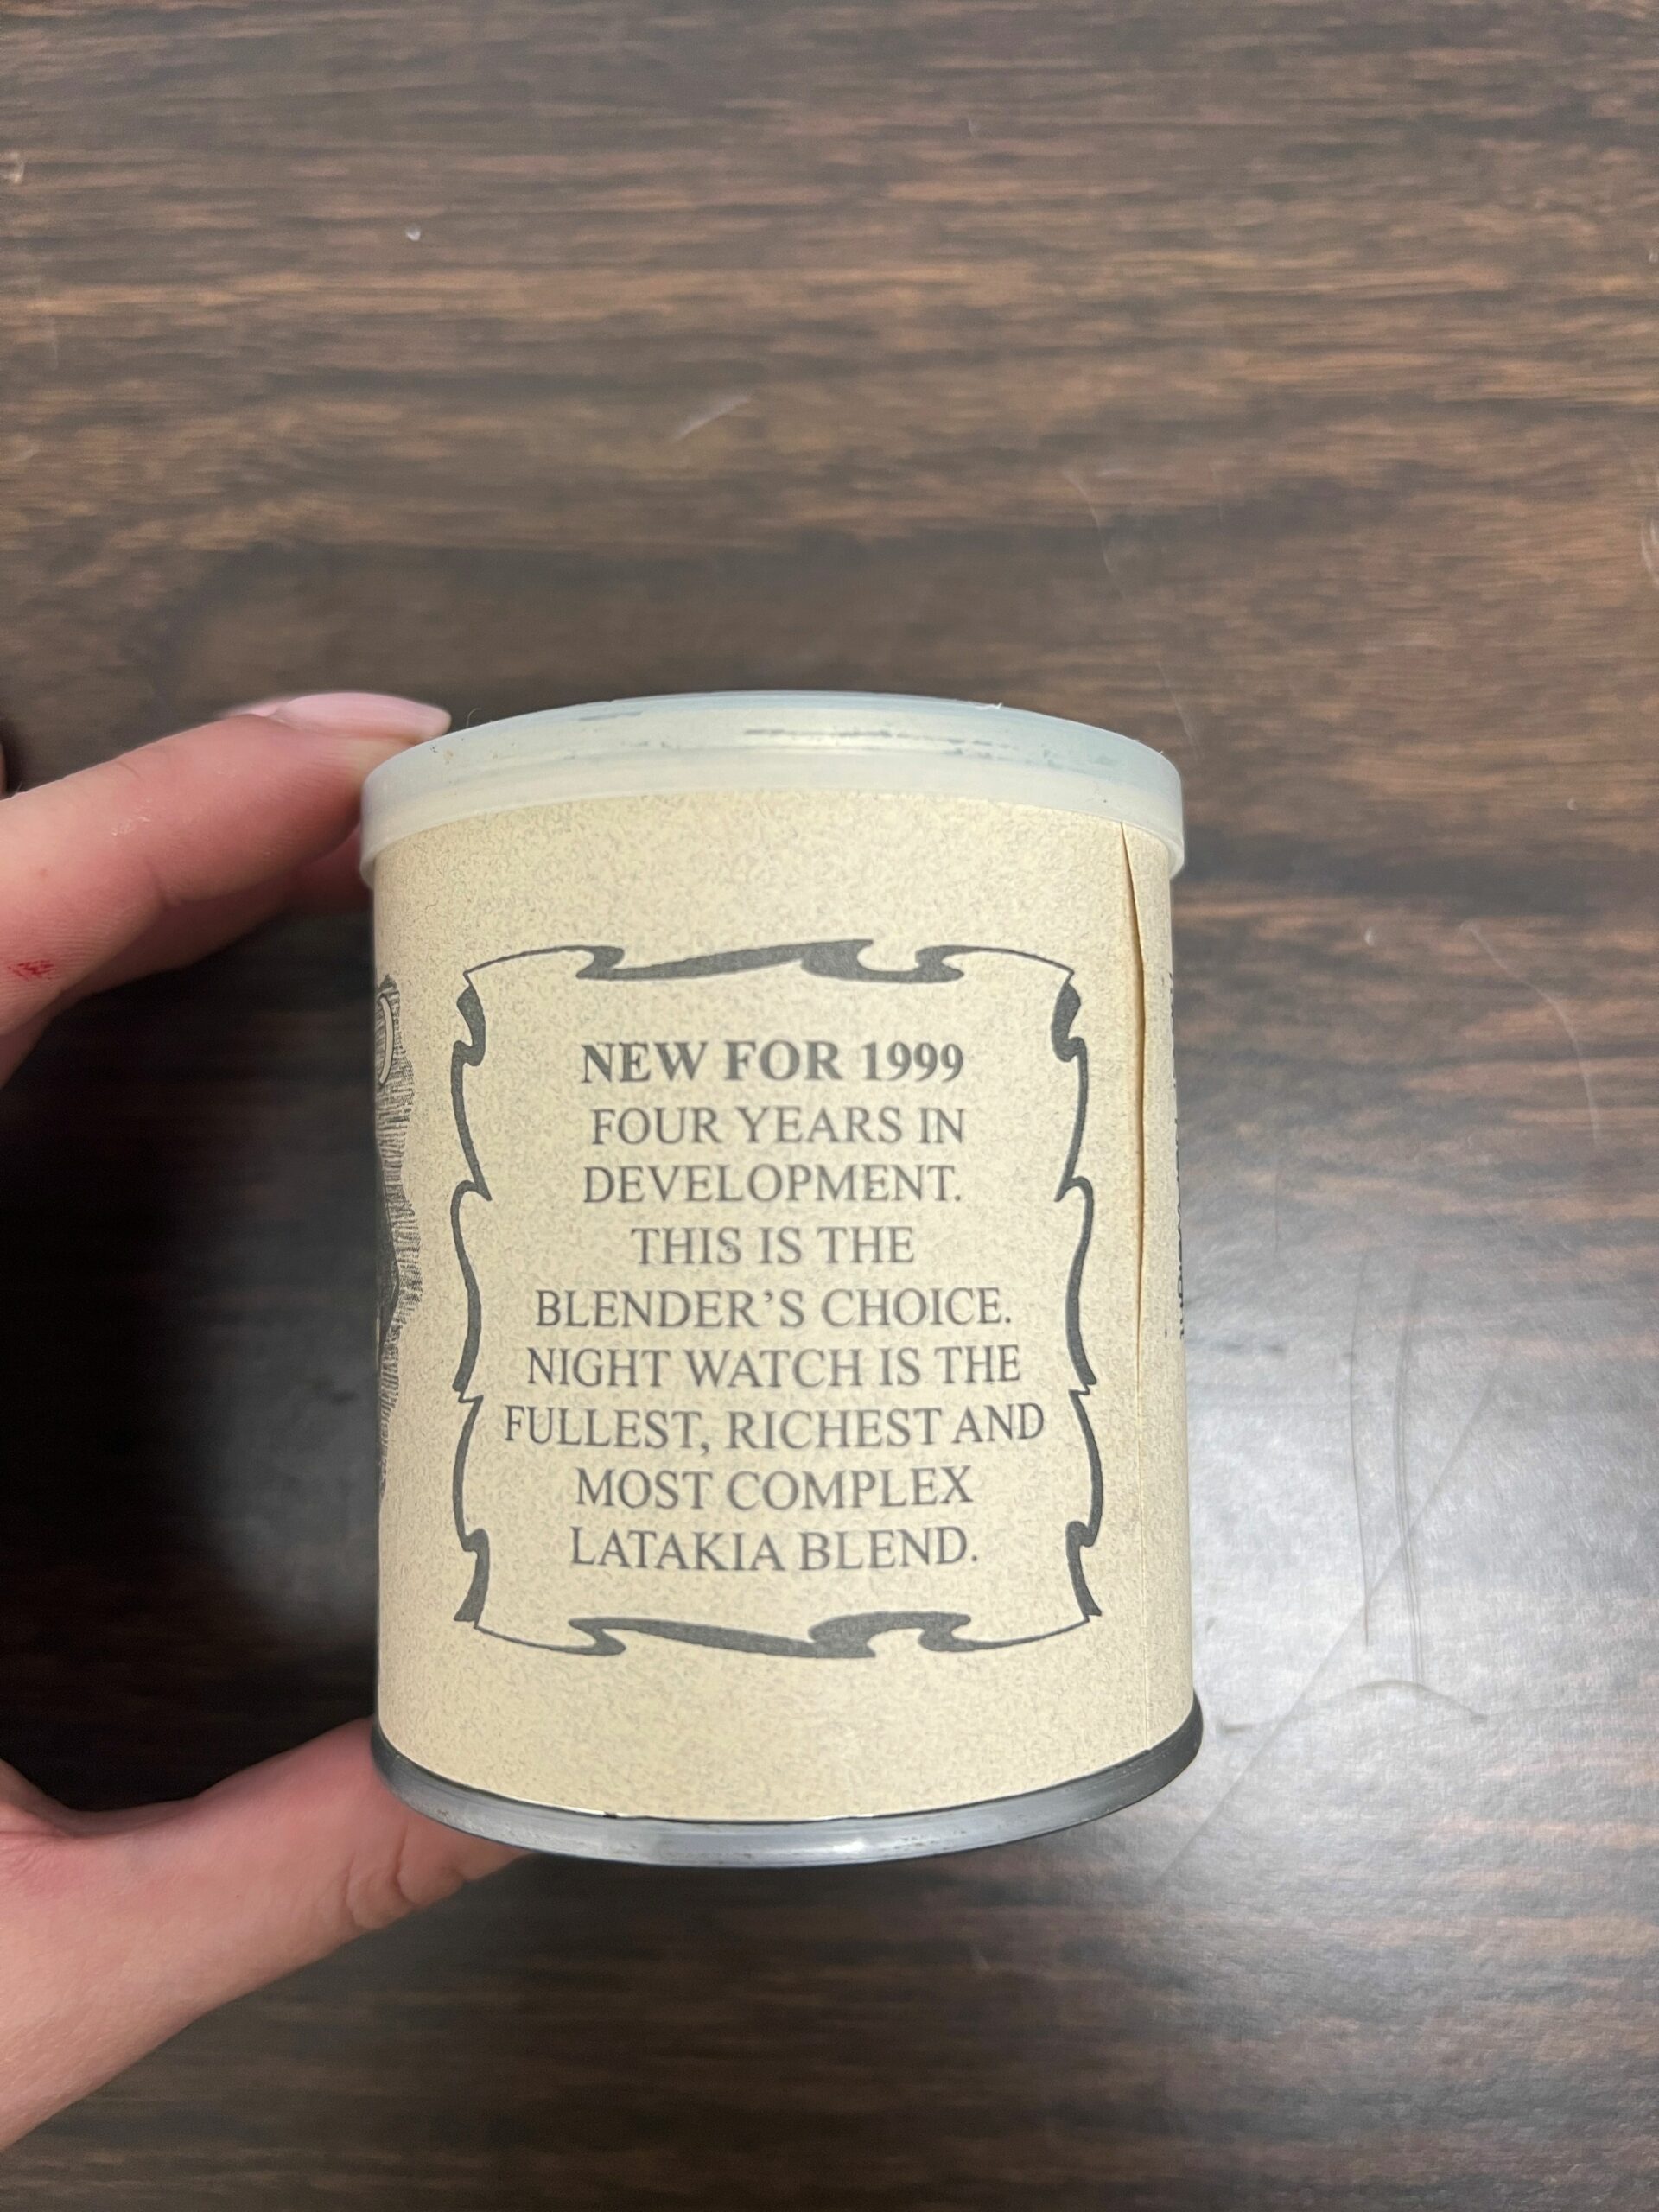 NEW FOR 1999
FOUR YEARS IN
DEVELOPMENT.
THIS IS THE
BLENDER'S CHOICE.
NIGHT WATCH IS THE
FULLEST, RICHEST AND
MOST COMPLEX
LATAKIA BLEND.